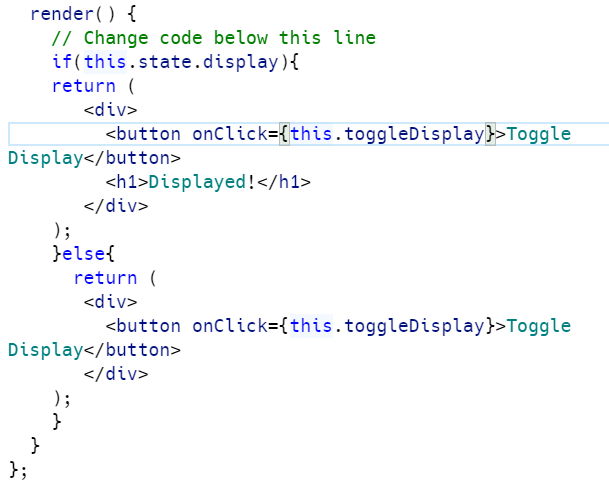 render() {
// Change code below this line
if(this.state.display){
return (
<div>
<button onClick={this.toggleDisplay}>Toggle
Display</button>
<h1>Displayed!</h1>
</div>
);
}else{
return (
<div>
<button onClick={this.toggleDisplay}>Toggle
Display</button>
</div>
);
}
}
};